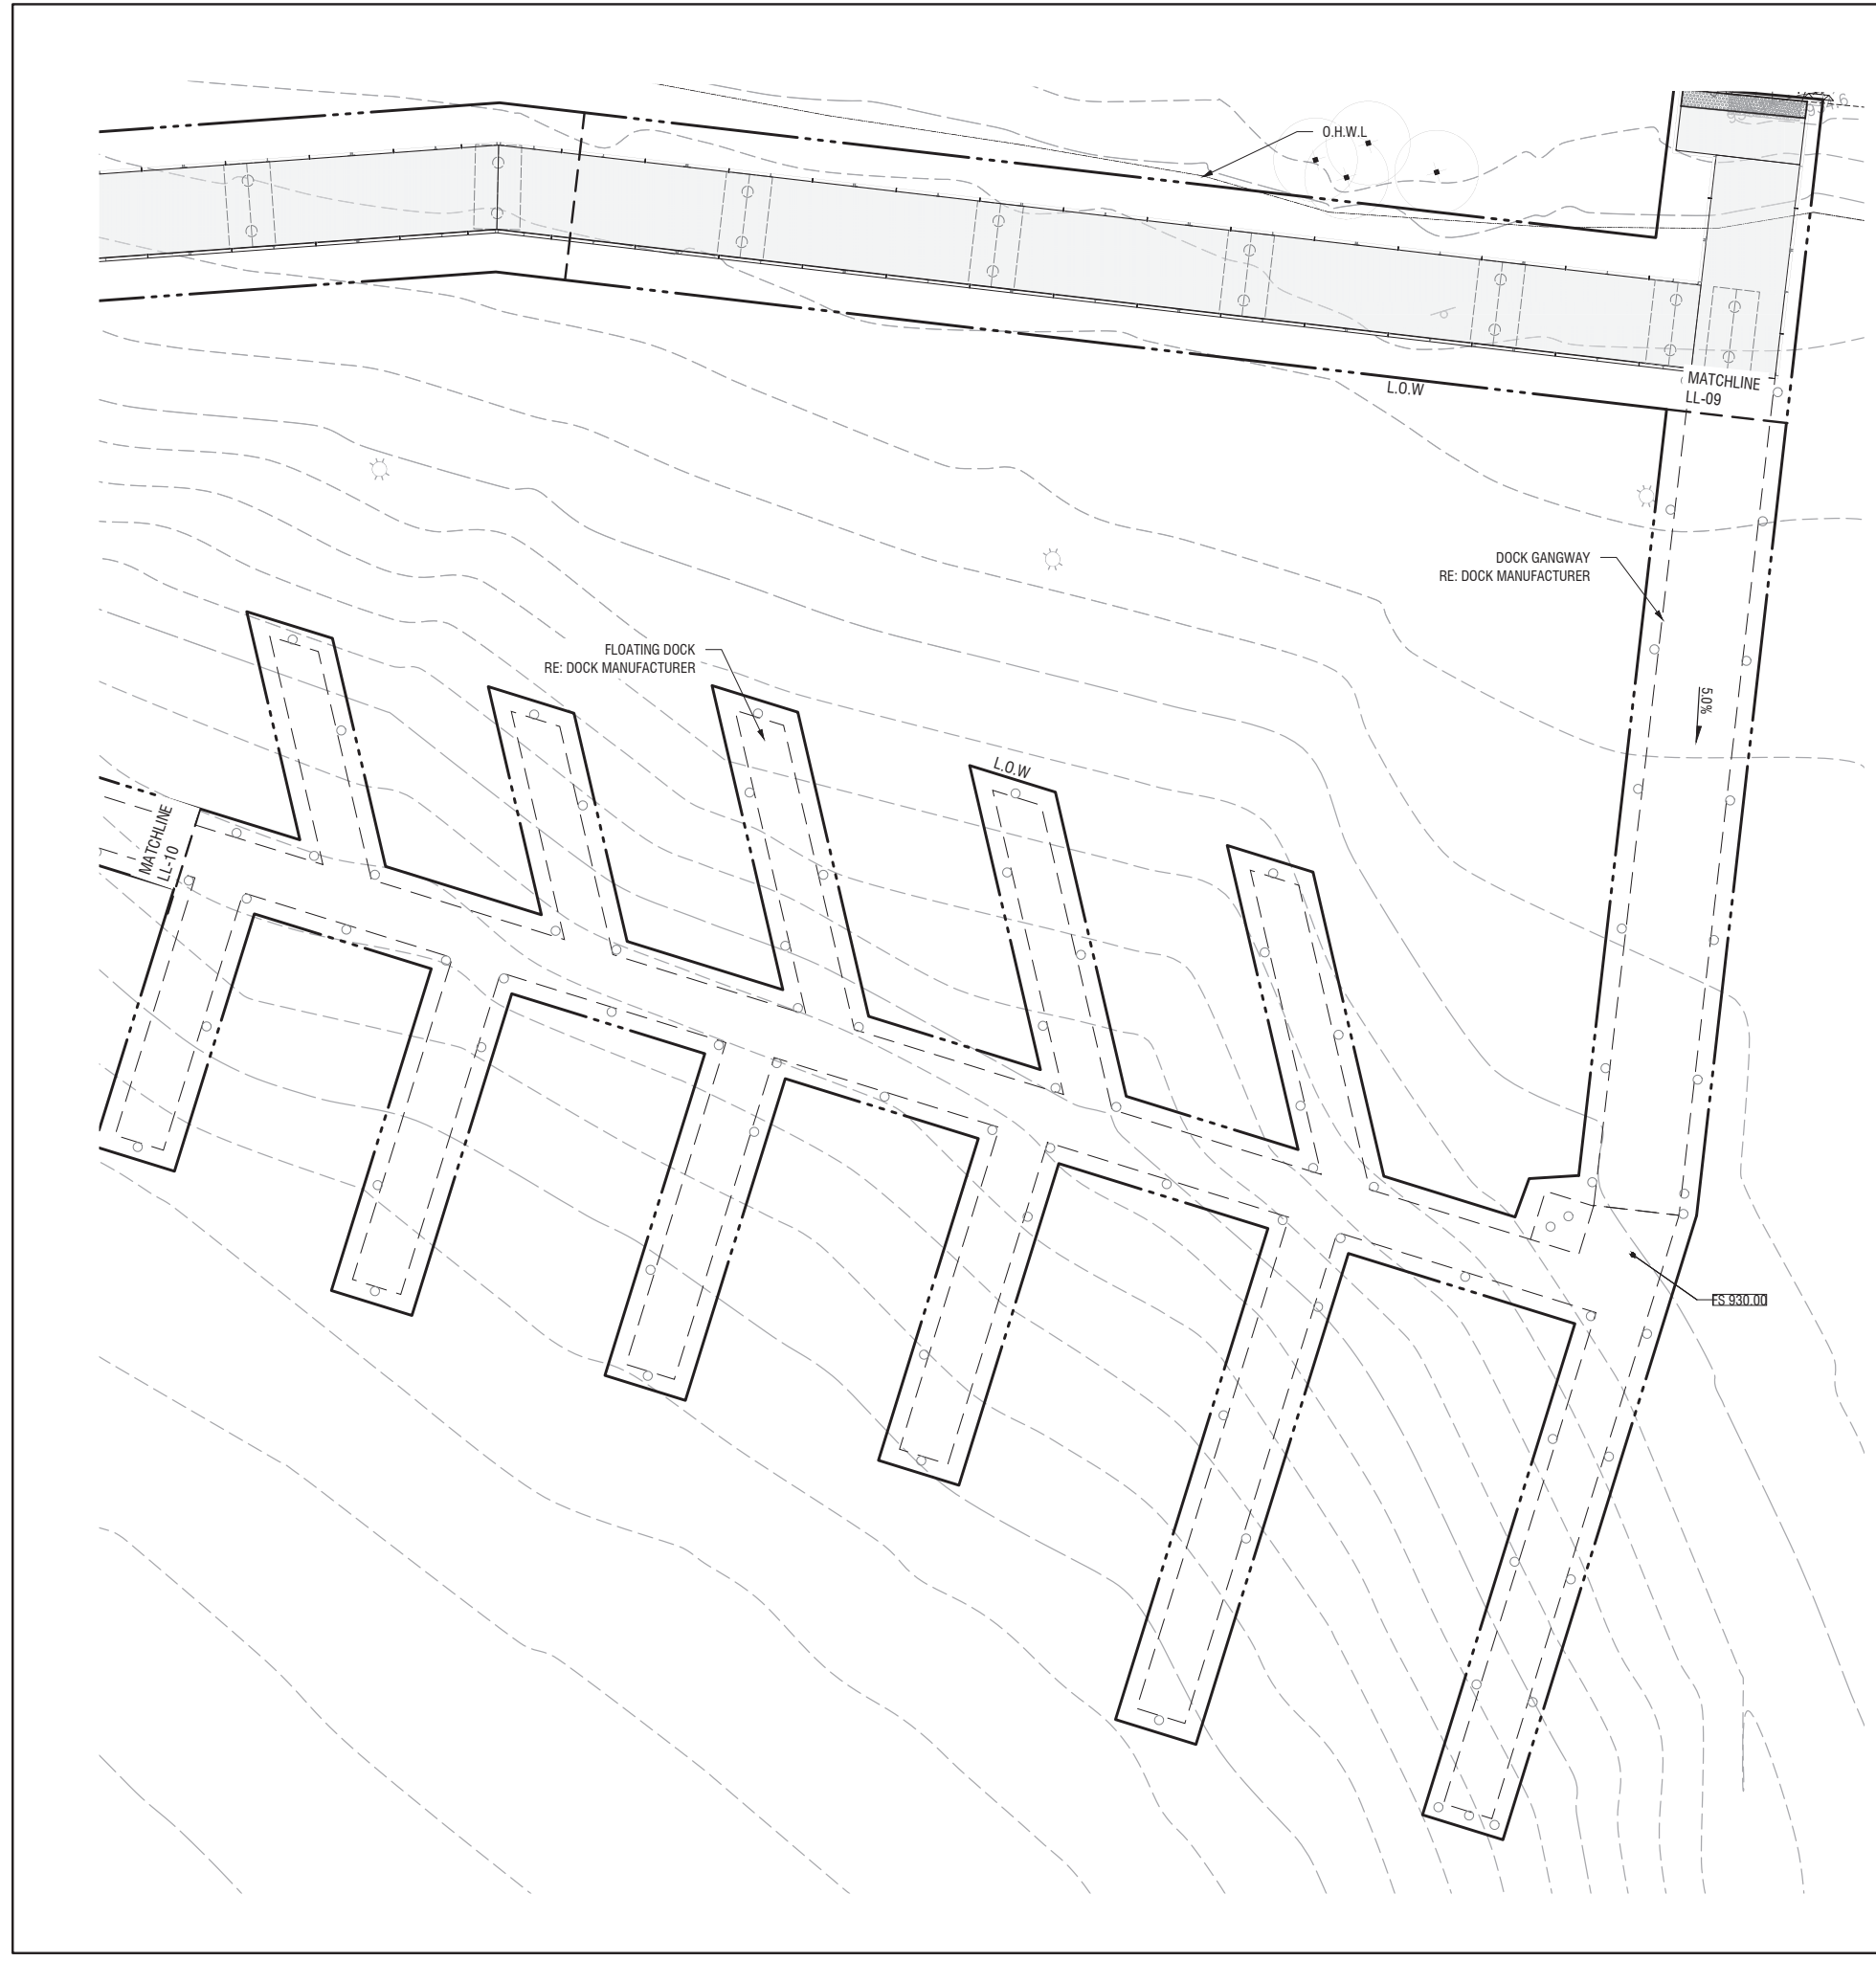 O.H.W.L
MATCHLINE
LL-09
L.O.W
DOCK GANGWAY
RE: DOCK MANUFACTURER
FLOATING DOCK
RE: DOCK MANUFACTURER
5.0%
L.O.W
MATCHLINE
LL-10
FS 930.00